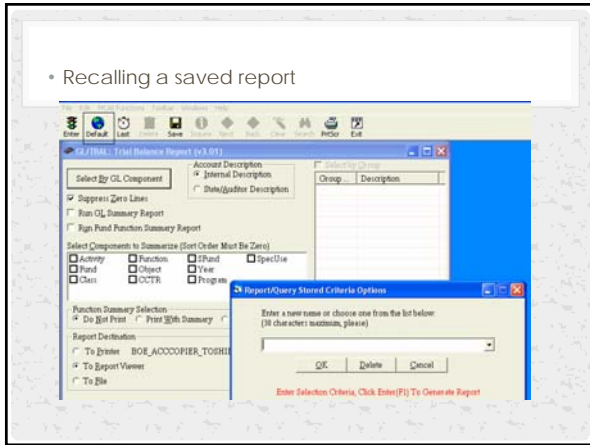 • Recalling a saved report
File Edit Functions Toolbar Windows Help
Enter Default Last Delete Save Inquire Next Back Clear Search PrtScr Exit
GLTRBAL: Trial Balance Report (v3.01)
Select By GL Component
Account Description
Internal Description
State/Auditor Description
Select by Group
Group... Description
Suppress Zero Lines
Run GL Summary Report
Run Fund Function Summary Report
Select Components to Summarize (Sort Order Must Be Zero)
Activity Function SFund SpecUse
Fund Object Year
Class OCCTR Program
Function Summary Selection
Do Not Print Print With Summary
Report Destination
To Printer BOE_ACCCOPIER_TOSHI
To Report Viewer
To File
Report/Query Stored Criteria Options
Enter a new name or choose one from the list below:
(38 characters maximum, please)
OK Delete Cancel
Enter Selection Criteria, Click Enter(F1) To Generate Report